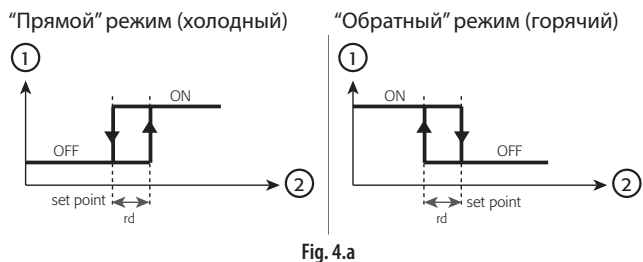 “Прямой” режим (холодный)
“Обратный” режим (горячий)
1
ON
OFF
2
set point
rd
1
ON
OFF
2
set point
rd
Fig. 4.a